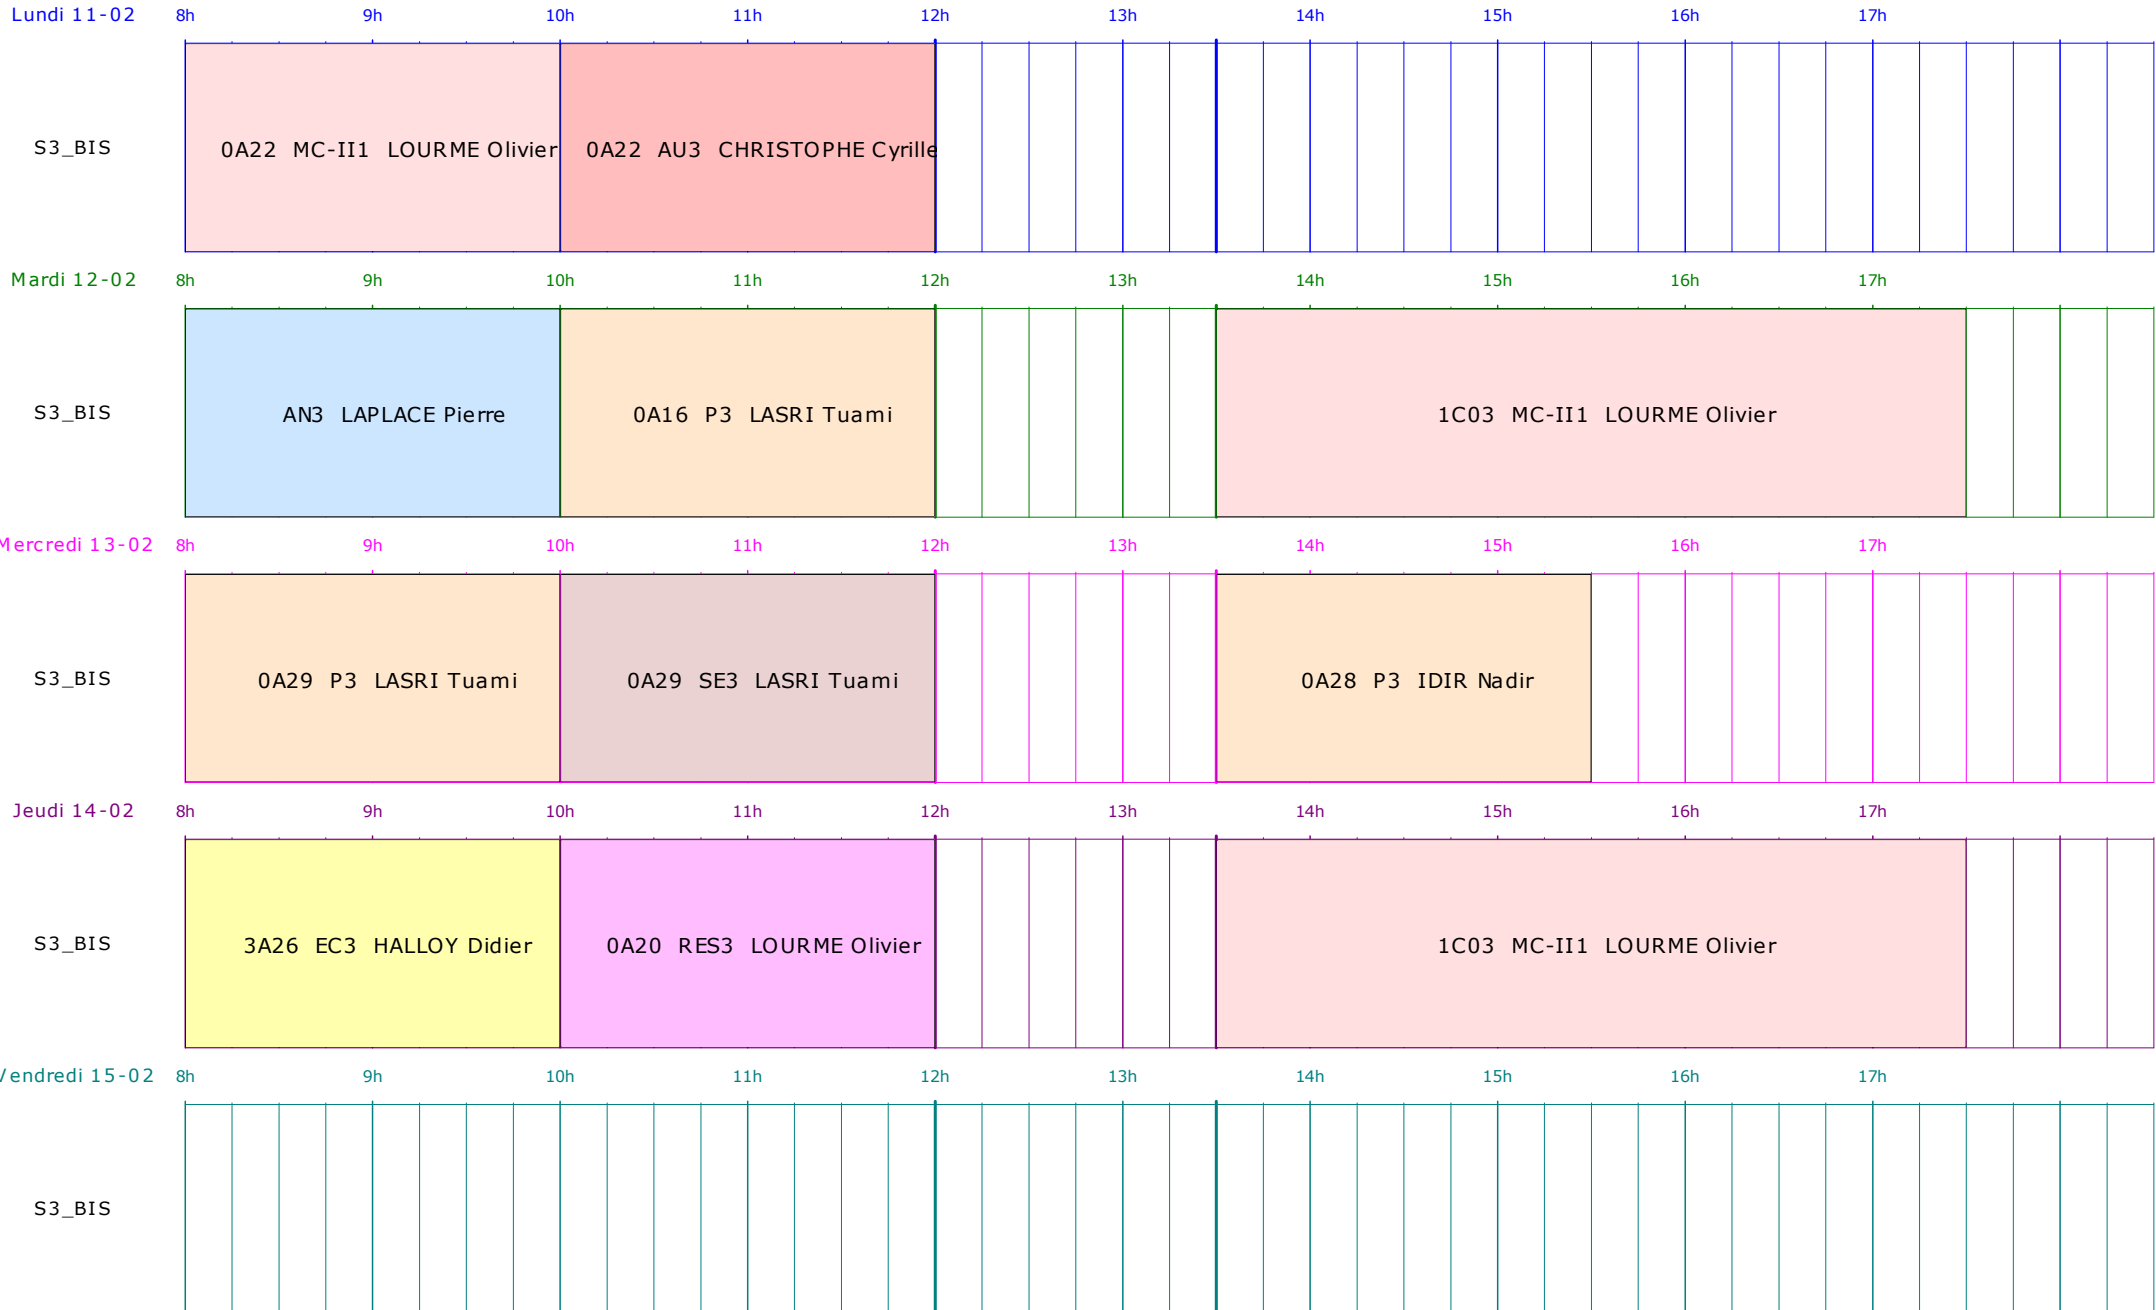 Lundi 11-02 8h 9h 10h 11h 12h 13h 14h 15h 16h 17h
S3_BIS 0A22 MC-II1 LOURME Olivier 0A22 AU3 CHRISTOPHE Cyrille
Mardi 12-02 8h 9h 10h 11h 12h 13h 14h 15h 16h 17h
S3_BIS AN3 LAPLACE Pierre 0A16 P3 LASRI Tuami 1C03 MC-II1 LOURME Olivier
Mercredi 13-02 8h 9h 10h 11h 12h 13h 14h 15h 16h 17h
S3_BIS 0A29 P3 LASRI Tuami 0A29 SE3 LASRI Tuami 0A28 P3 IDIR Nadir
Jeudi 14-02 8h 9h 10h 11h 12h 13h 14h 15h 16h 17h
S3_BIS 3A26 EC3 HALLOY Didier 0A20 RES3 LOURME Olivier 1C03 MC-II1 LOURME Olivier
Vendredi 15-02 8h 9h 10h 11h 12h 13h 14h 15h 16h 17h
S3_BIS